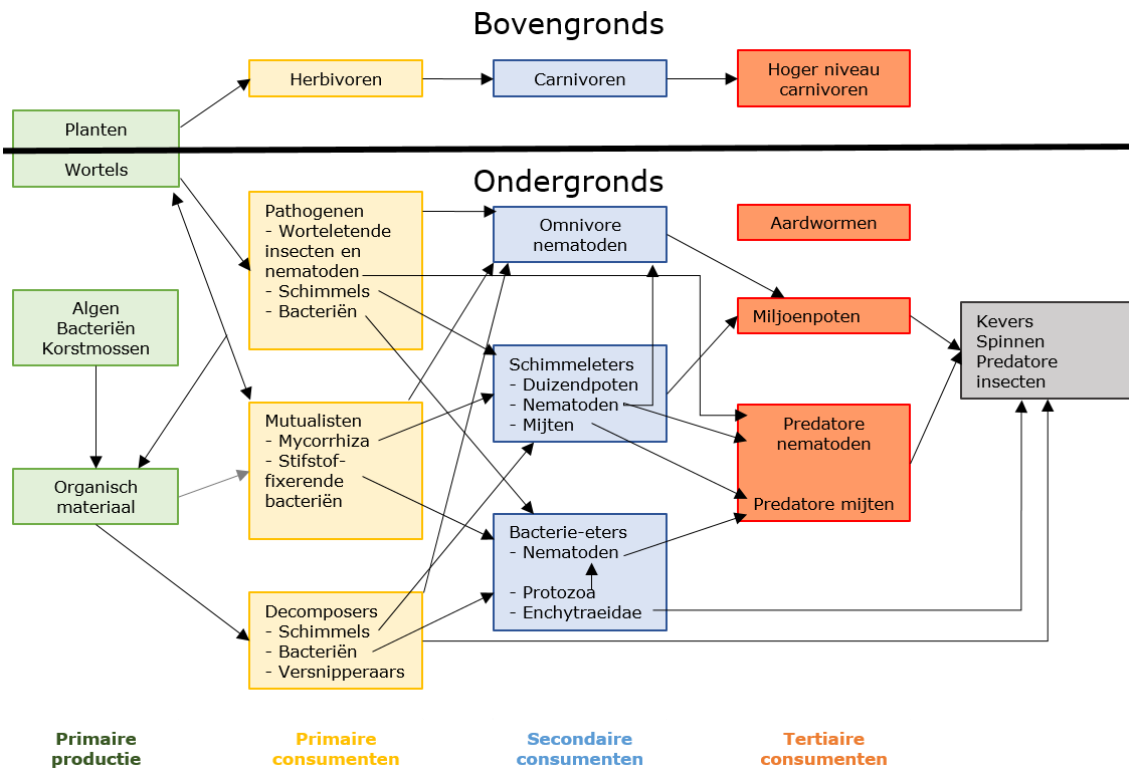 Bovengronds
Herbivoren
Carnivoren
Hoger niveau
carnivoren
Planten
Wortels
Ondergronds
Pathogenen
- Worteletende
insecten en
nematoden
- Schimmels
- Bacteriën
Omnivore
nematoden
Aardwormen
Algen
Bacteriën
Korstmossen
Miljoenpoten
Kevers
Spinnen
Predatore
insecten
Schimmeleters
- Duizendpoten
- Nematoden
- Mijten
Mutualisten
- Mycorrhiza
- Stifstof-
fixerende
bacteriën
Predatore
nematoden
Predatore mijten
Organisch
materiaal
Bacterie-eters
- Nematoden
- Protozoa
- Enchytraeidae
Decomposers
- Schimmels
- Bacteriën
- Versnipperaars
Primaire
productie
Primaire
consumenten
Secondaire
consumenten
Tertiaire
consumenten